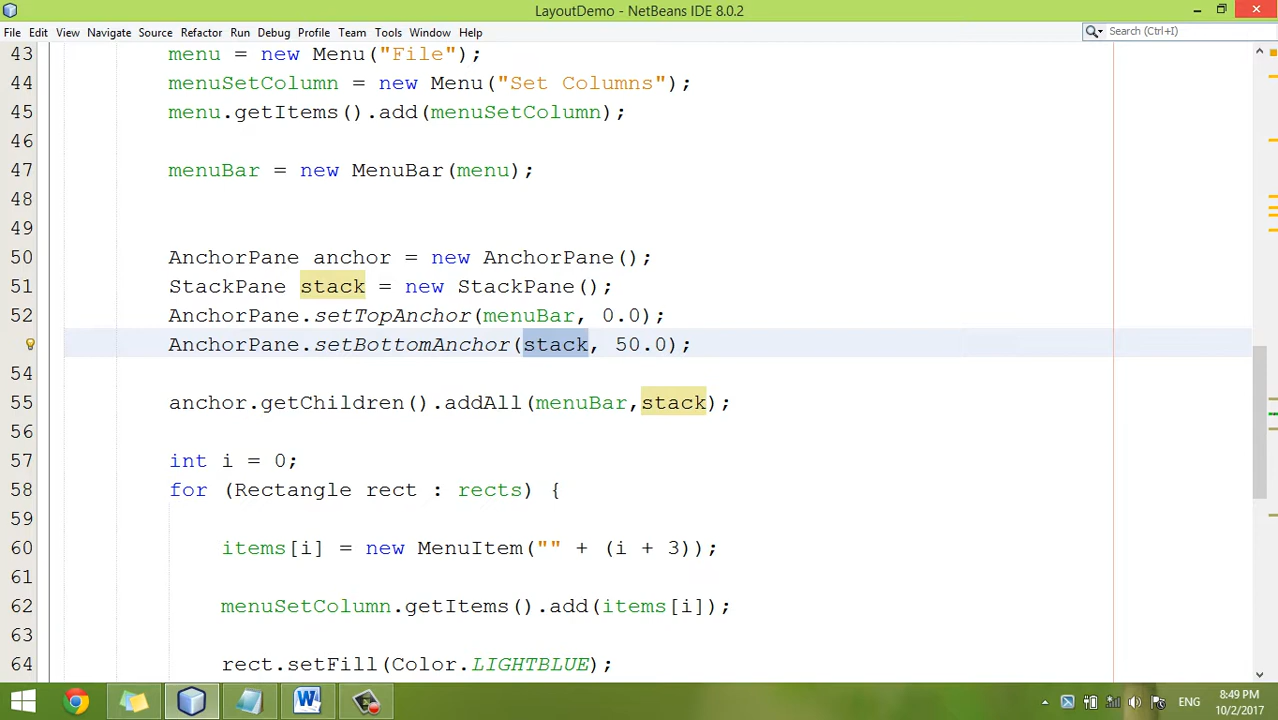 LayoutDemo - NetBeans IDE 8.0.2
File Edit View Navigate Source Refactor Run Debug Profile Team Tools Window Help
Search (Ctrl+I)
43 menu = new Menu("File");
44 menuSetColumn = new Menu("Set Columns");
45 menu.getItems().add(menuSetColumn);
46
47 menuBar = new MenuBar(menu);
48
49
50 AnchorPane anchor = new AnchorPane();
51 StackPane stack = new StackPane();
52 AnchorPane.setTopAnchor(menuBar, 0.0);
AnchorPane.setBottomAnchor(stack, 50.0);
54
55 anchor.getChildren().addAll(menuBar,stack);
56
57 int i = 0;
58 for (Rectangle rect : rects) {
59
60 items[i] = new MenuItem("" + (i + 3));
61
62 menuSetColumn.getItems().add(items[i]);
63
64 rect.setFill(Color.LIGHTBLUE);
ENG
8:49 PM
10/2/2017